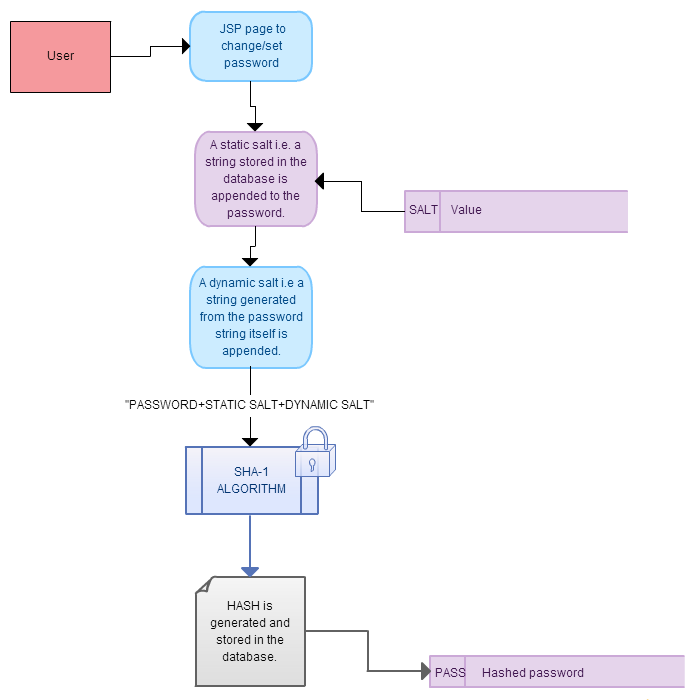 User
JSP page to
change/set
password
A static salt i.e. a
string stored in the
database is
appended to the
password.
SALT
Value
A dynamic salt i.e a
string generated
from the password
string itself is
appended.
"PASSWORD+STATIC SALT+DYNAMIC SALT"
SHA-1
ALGORITHM
HASH is
generated and
stored in the
database.
PASS
Hashed password